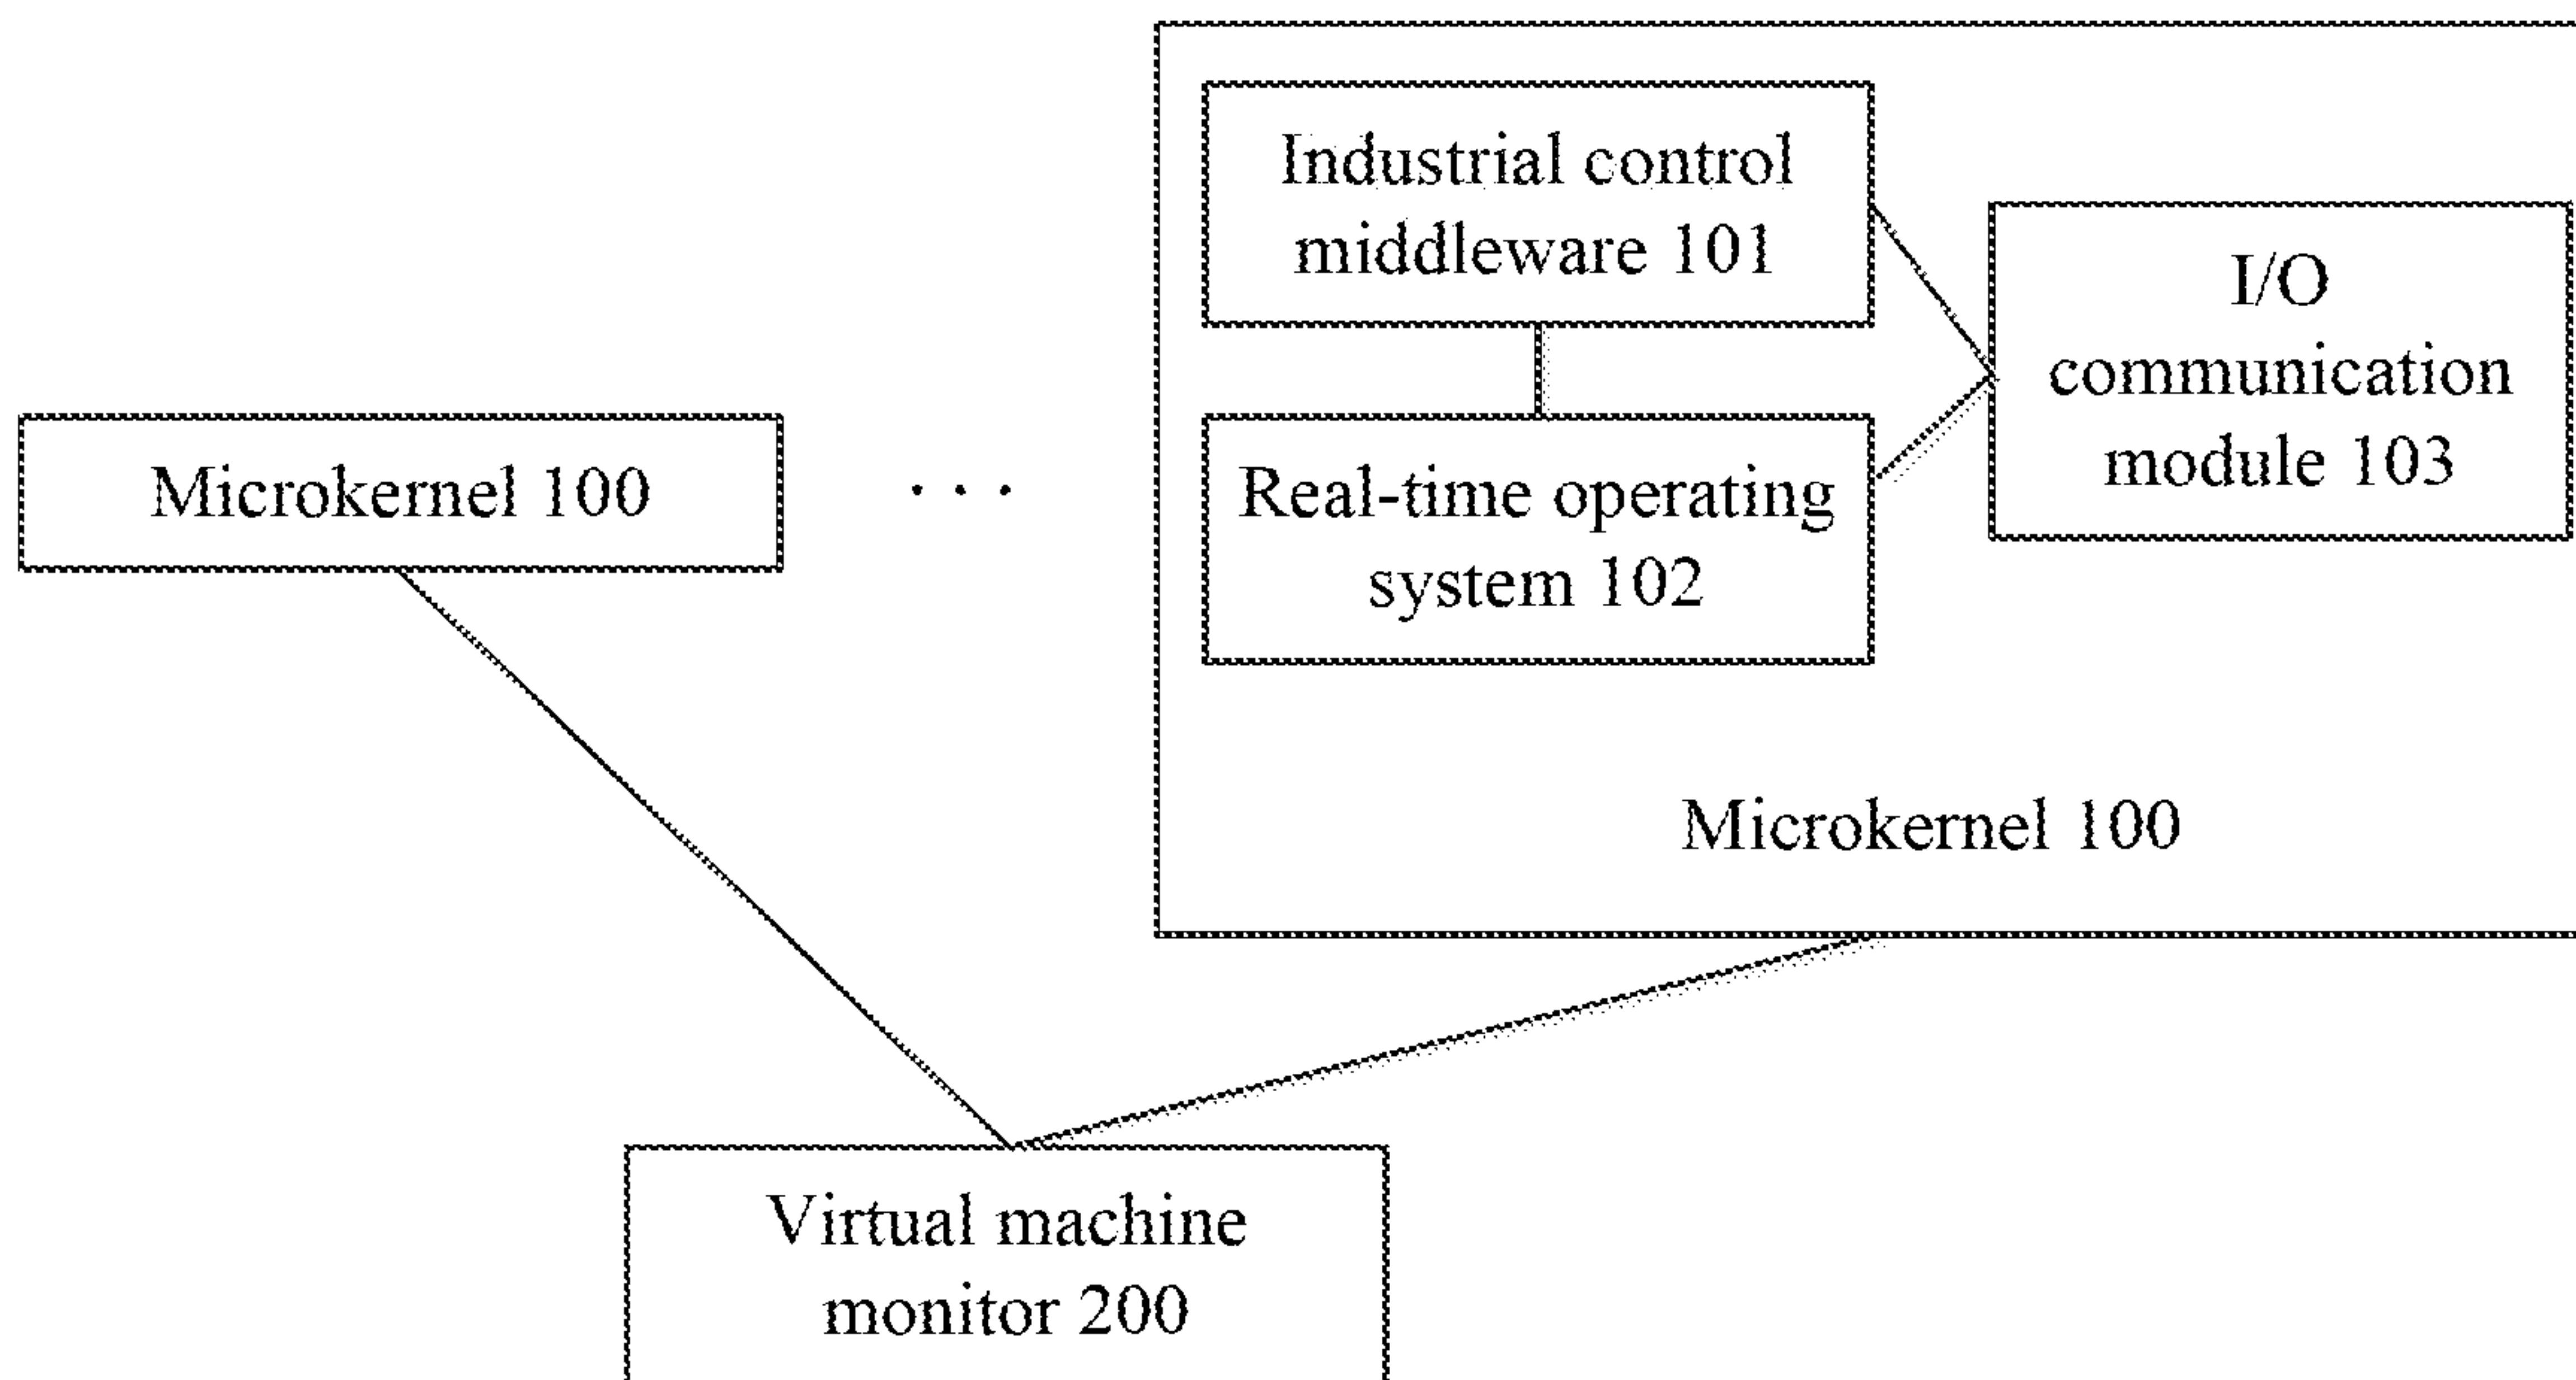 Industrial control
middleware 101
I/O
communication
module 103
Microkernel 100
. . .
Real-time operating
system 102
Microkernel 100
Virtual machine
monitor 200